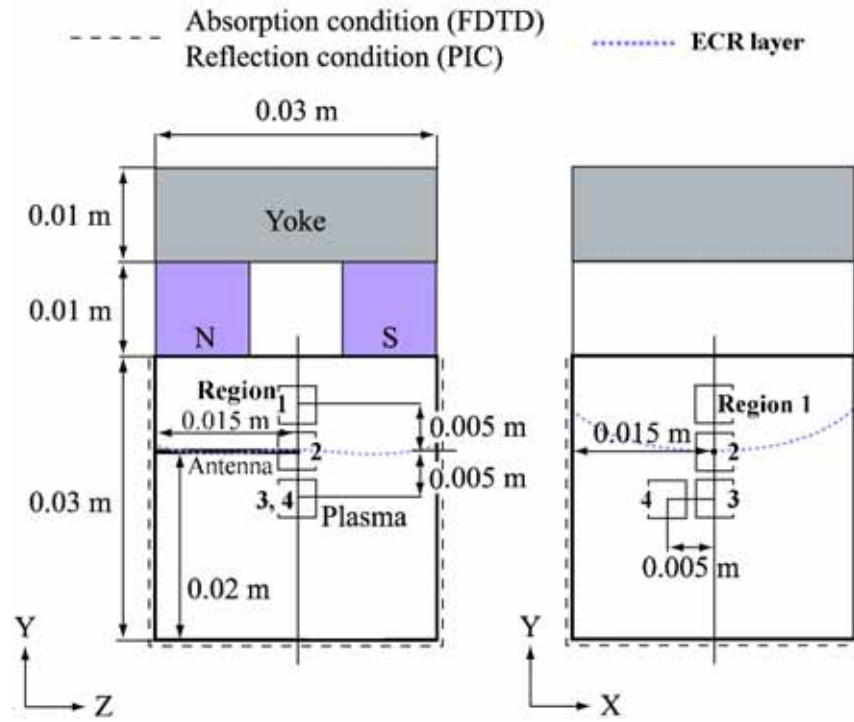 Absorption condition (FDTD)
Reflection condition (PIC)
ECR layer
0.03 m
0.01 m
Yoke
0.01 m
N
S
Region
1
0.015 m
2
Antenna
0.005 m
0.005 m
3, 4
Plasma
0.03 m
0.02 m
Y
Z
Region 1
0.015 m
2
4
3
0.005 m
Y
X